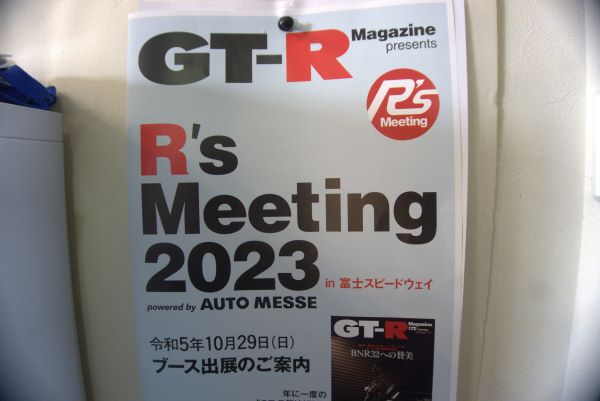 GT-R Magazine
presents
R's
Meeting
R's
Meeting
2023 in 富士スピードウェイ
powered by AUTO MESSE
令和5年10月29日(日)
ブース出展のご案内
GT-R Magazine
172
BNR32への賛美
年に一度の